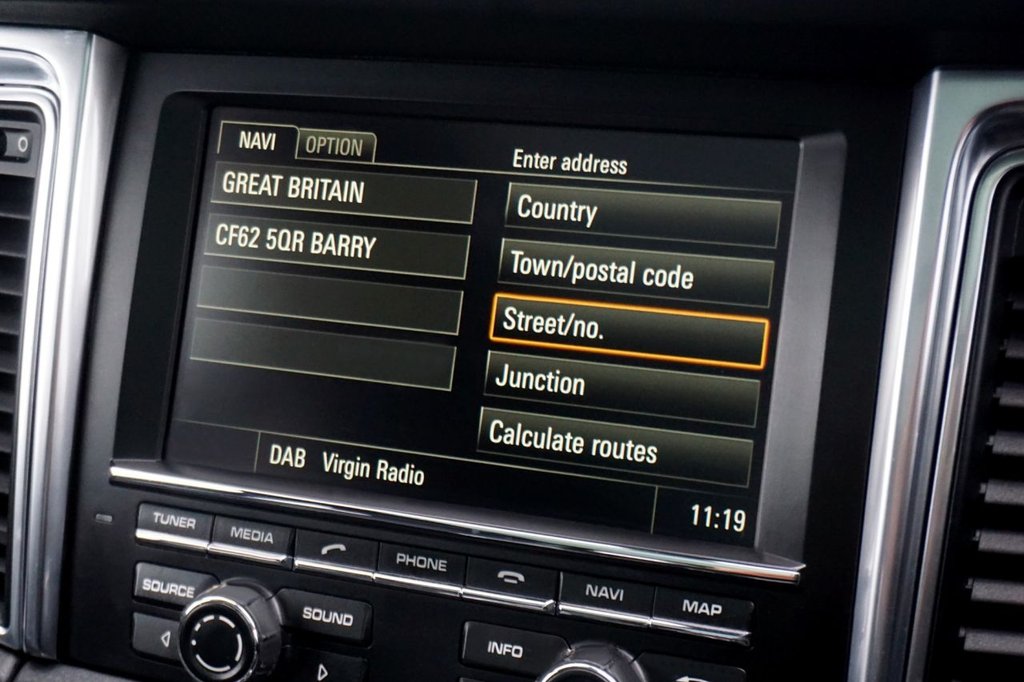 NAVI OPTION
Enter address
GREAT BRITAIN
CF62 5QR BARRY
Country
Town/postal code
Street/no.
Junction
Calculate routes
DAB Virgin Radio
11:19
TUNER MEDIA PHONE NAVI MAP
SOURCE SOUND INFO